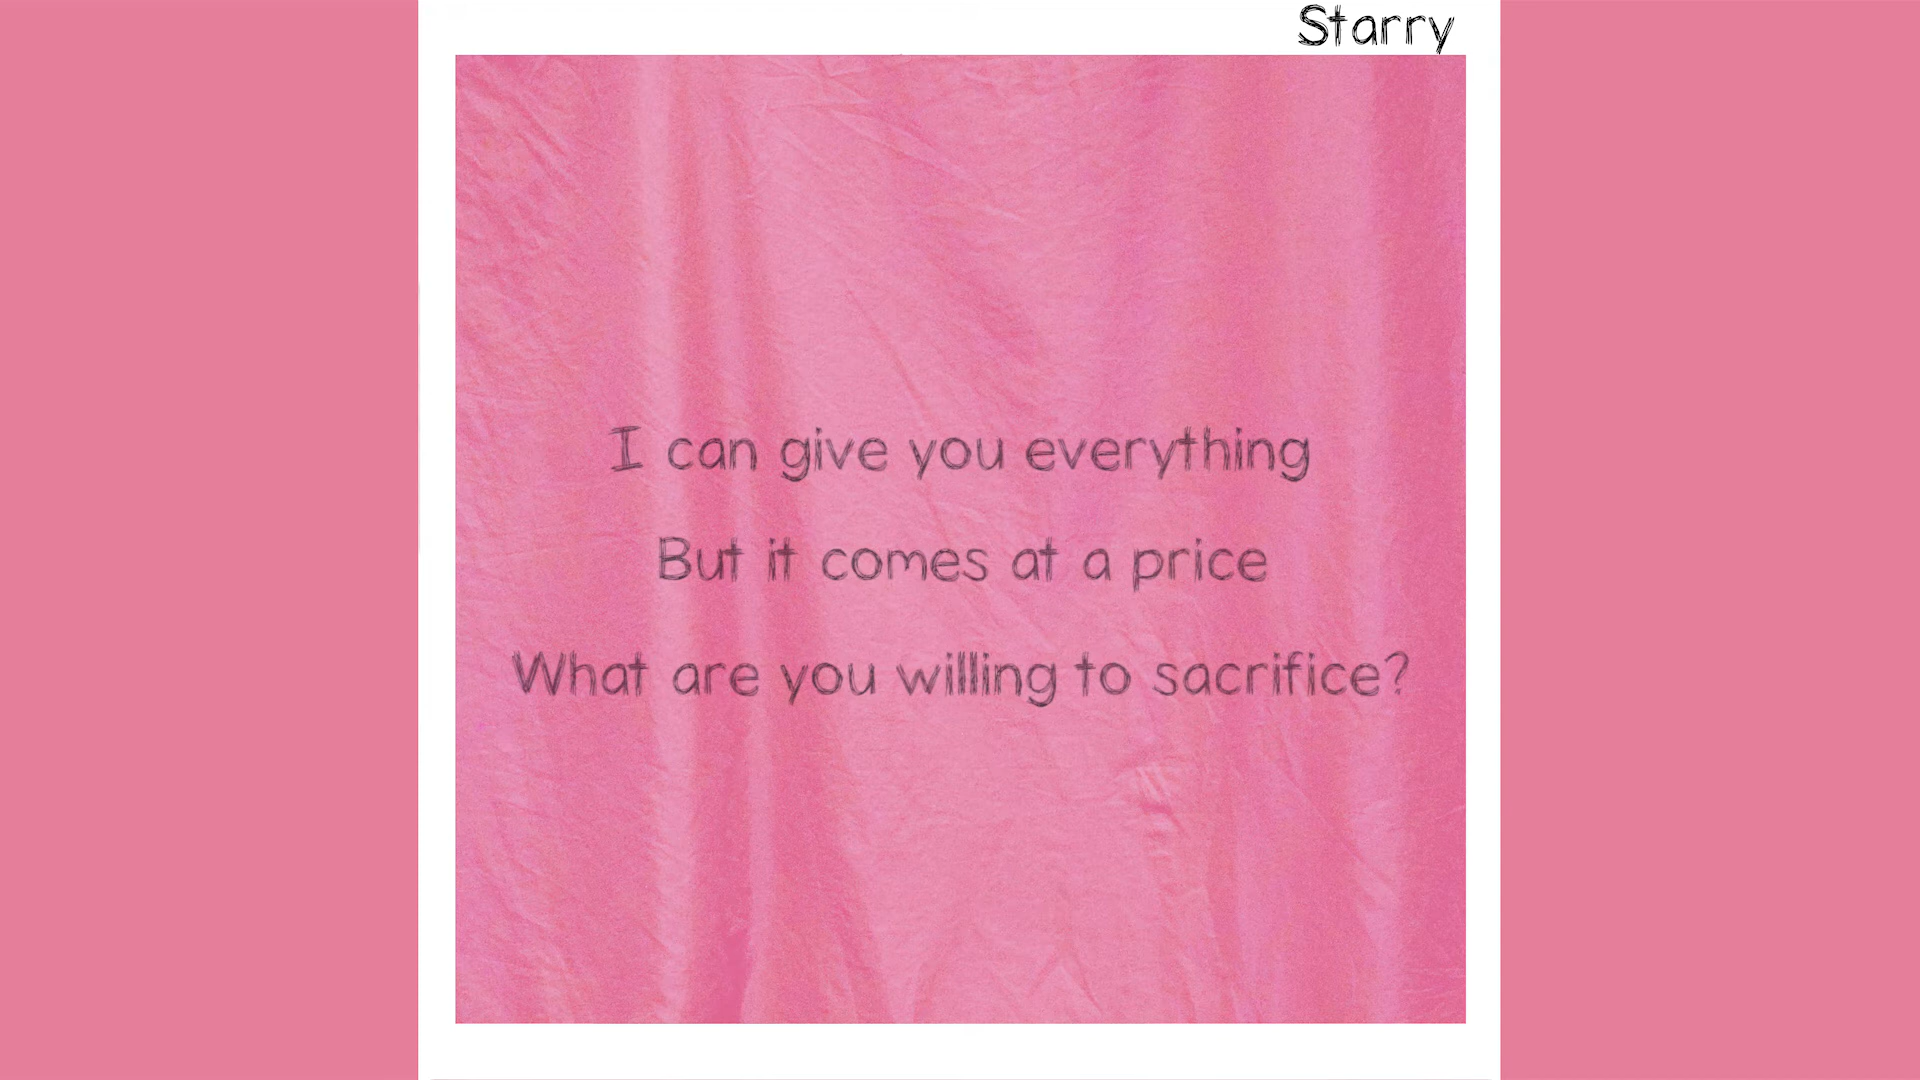 Starry
I can give you everything
But it comes at a price
What are you willing to sacrifice?